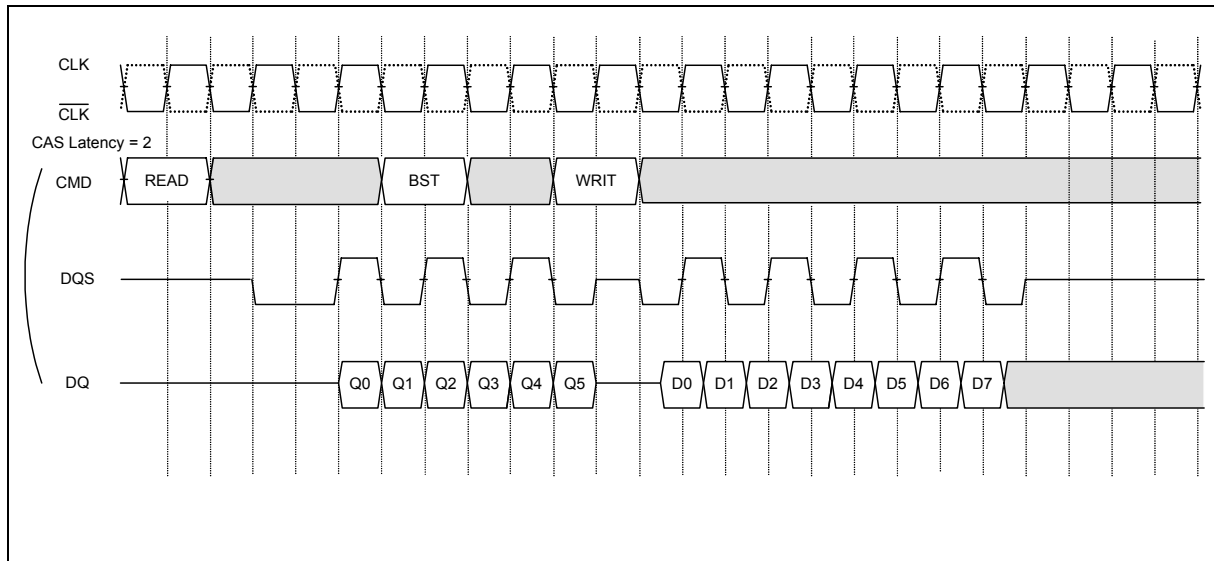 CLK
C̅L̅K̅
CAS Latency = 2
CMD READ BST WRIT
DQS
DQ Q0 Q1 Q2 Q3 Q4 Q5 D0 D1 D2 D3 D4 D5 D6 D7